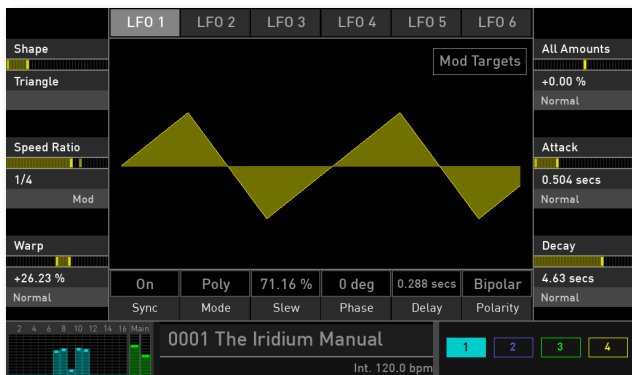 LFO 1 LFO 2 LFO 3 LFO 4 LFO 5 LFO 6
Shape
Triangle
Speed Ratio
1/4
Mod
Warp
+26.23 %
Normal
Mod Targets
All Amounts
+0.00 %
Normal
Attack
0.504 secs
Normal
Decay
4.63 secs
Normal
On Poly 71.16 % 0 deg 0.288 secs Bipolar
Sync Mode Slew Phase Delay Polarity
2 4 6 8 10 12 14 16 Main
0001 The Iridium Manual
Int. 120.0 bpm
1 2 3 4